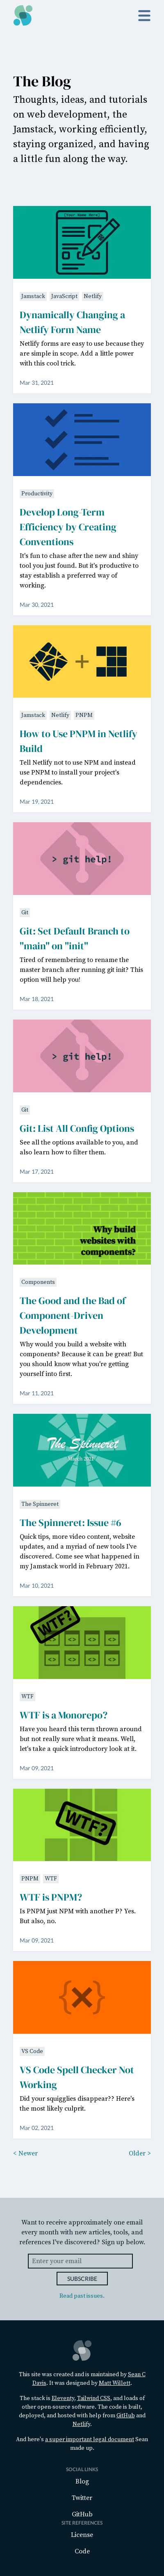 The Blog
Thoughts, ideas, and tutorials
on web development, the
Jamstack, working efficiently,
staying organized, and having
a little fun along the way.
[Your Name Here]
Jamstack JavaScript Netlify
Dynamically Changing a
Netlify Form Name
Netlify forms are easy to use because they
are simple in scope. Add a little power
with this cool trick.
Mar 31, 2021
Productivity
Develop Long-Term
Efficiency by Creating
Conventions
It's fun to chase after the new and shiny
tool you just found. But it's productive to
stay establish a preferred way of
working.
Mar 30, 2021
Jamstack Netlify PNPM
How to Use PNPM in Netlify
Build
Tell Netlify not to use NPM and instead
use PNPM to install your project's
dependencies.
Mar 19, 2021
> git help!
Git
Git: Set Default Branch to
"main" on "init"
Tired of remembering to rename the
master branch after running git init? This
option will help you!
Mar 18, 2021
> git help!
Git
Git: List All Config Options
See all the options available to you, and
also learn how to filter them.
Mar 17, 2021
Why build
websites with
components?
Components
The Good and the Bad of
Component-Driven
Development
Why would you build a website with
components? Because it can be great! But
you should know what you're getting
yourself into first.
Mar 11, 2021
The Spinneret
March 2021
The Spinneret
The Spinneret: Issue #6
Quick tips, more video content, website
updates, and a myriad of new tools I've
discovered. Come see what happened in
my Jamstack world in February 2021.
Mar 10, 2021
WTF?
WTF
WTF is a Monorepo?
Have you heard this term thrown around
but not really sure what it means. Well,
let's take a quick introductory look at it.
Mar 09, 2021
WTF?
PNPM WTF
WTF is PNPM?
Is PNPM just NPM with another P? Yes.
But also, no.
Mar 09, 2021
VS Code
VS Code Spell Checker Not
Working
Did your squigglies disappear?? Here's
the most likely culprit.
Mar 02, 2021
< Newer Older >
Want to receive approximately one email
every month with new articles, tools, and
references I've discovered? Sign up below.
Enter your email
SUBSCRIBE
Read past issues.
This site was created and is maintained by Sean C
Davis. It was designed by Matt Willett.
The stack is Eleventy, Tailwind CSS, and loads of
other open-source software. The code is built,
deployed, and hosted with help from GitHub and
Netlify.
And here's a super important legal document Sean
made up.
SOCIAL LINKS
Blog
Twitter
GitHub
SITE REFERENCES
License
Code